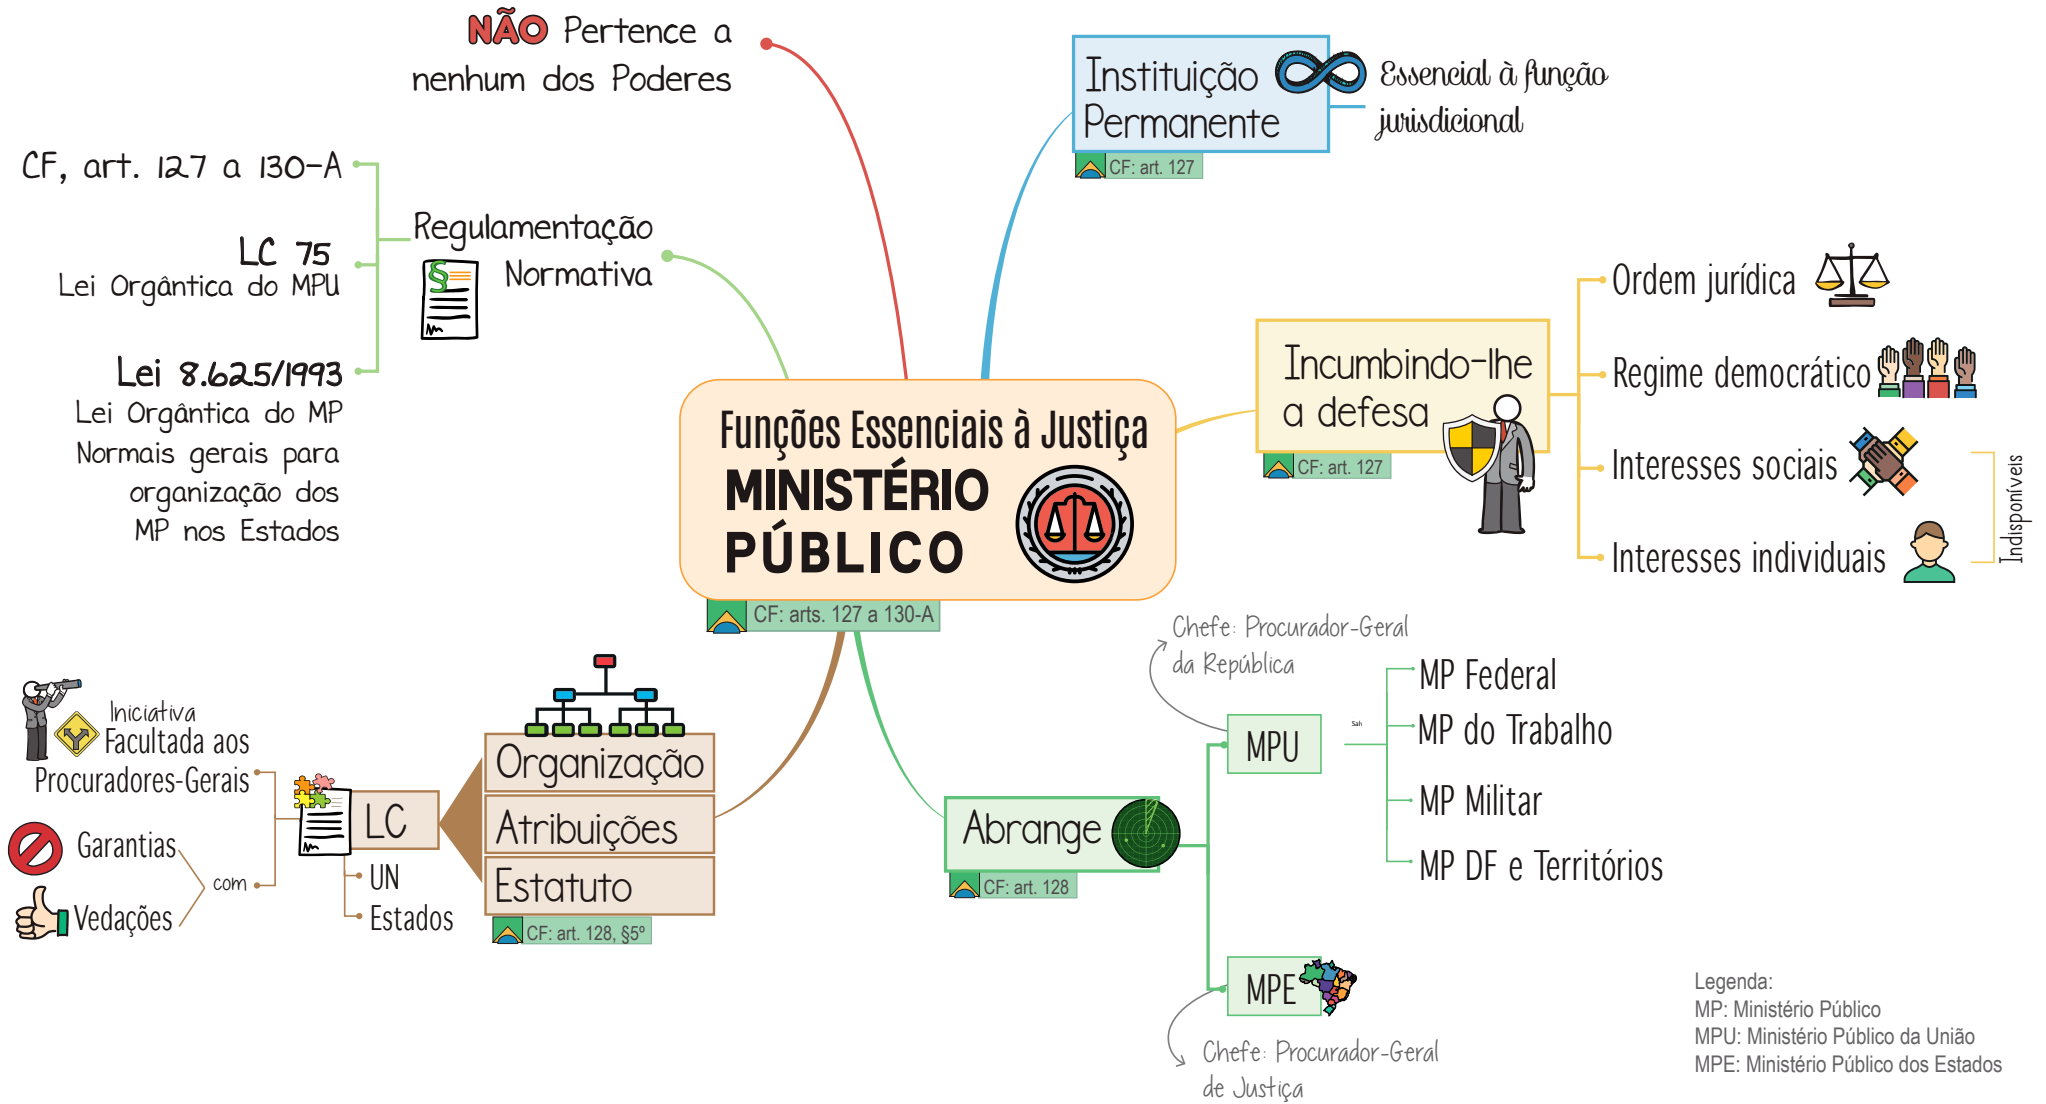 NÃO Pertence a
nenhum dos Poderes
Instituição
Permanente
CF: art. 127
Essencial à função
jurisdicional
CF, art. 127 a 130-A
LC 75
Lei Orgântica do MPU
Lei 8.625/1993
Lei Orgântica do MP
Normais gerais para
organização dos
MP nos Estados
Regulamentação
Normativa
Incumbindo-lhe
a defesa
CF: art. 127
Ordem jurídica
Regime democrático
Interesses sociais
Interesses individuais
Indisponíveis
Funções Essenciais à Justiça
MINISTÉRIO
PÚBLICO
CF: arts. 127 a 130-A
Iniciativa
Facultada aos
Procuradores-Gerais
Garantias
Vedações
com
LC
UN
Estados
Organização
Atribuições
Estatuto
CF: art. 128, §5º
Abrange
CF: art. 128
Chefe: Procurador-Geral
da República
MPU
MP Federal
MP do Trabalho
MP Militar
MP DF e Territórios
MPE
Chefe: Procurador-Geral
de Justiça
Legenda:
MP: Ministério Público
MPU: Ministério Público da União
MPE: Ministério Público dos Estados